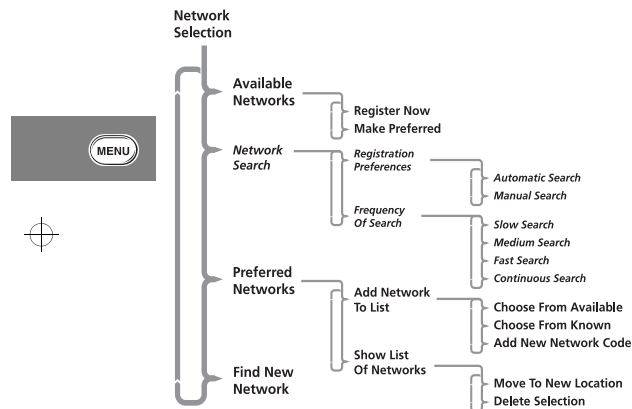 Network
Selection
Available
Networks
Register Now
Make Preferred
MENU
Network
Search
Registration
Preferences
Automatic Search
Manual Search
Frequency
Of Search
Slow Search
Medium Search
Fast Search
Continuous Search
Preferred
Networks
Add Network
To List
Choose From Available
Choose From Known
Add New Network Code
Show List
Of Networks
Move To New Location
Delete Selection
Find New
Network